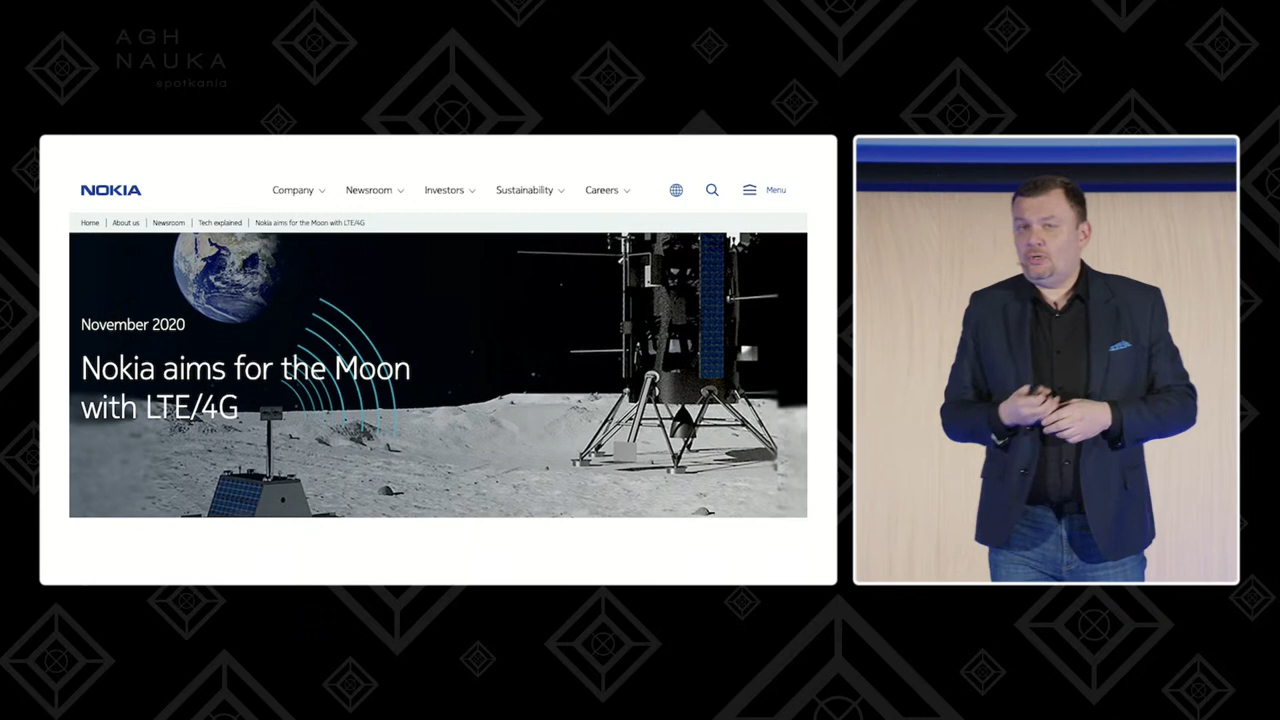 AGH
NAUKA
spotkania
NOKIA
Company Newsroom Investors Sustainability Careers Menu
Home | About us | Newsroom | Tech explained | Nokia aims for the Moon with LTE/4G
November 2020
Nokia aims for the Moon
with LTE/4G